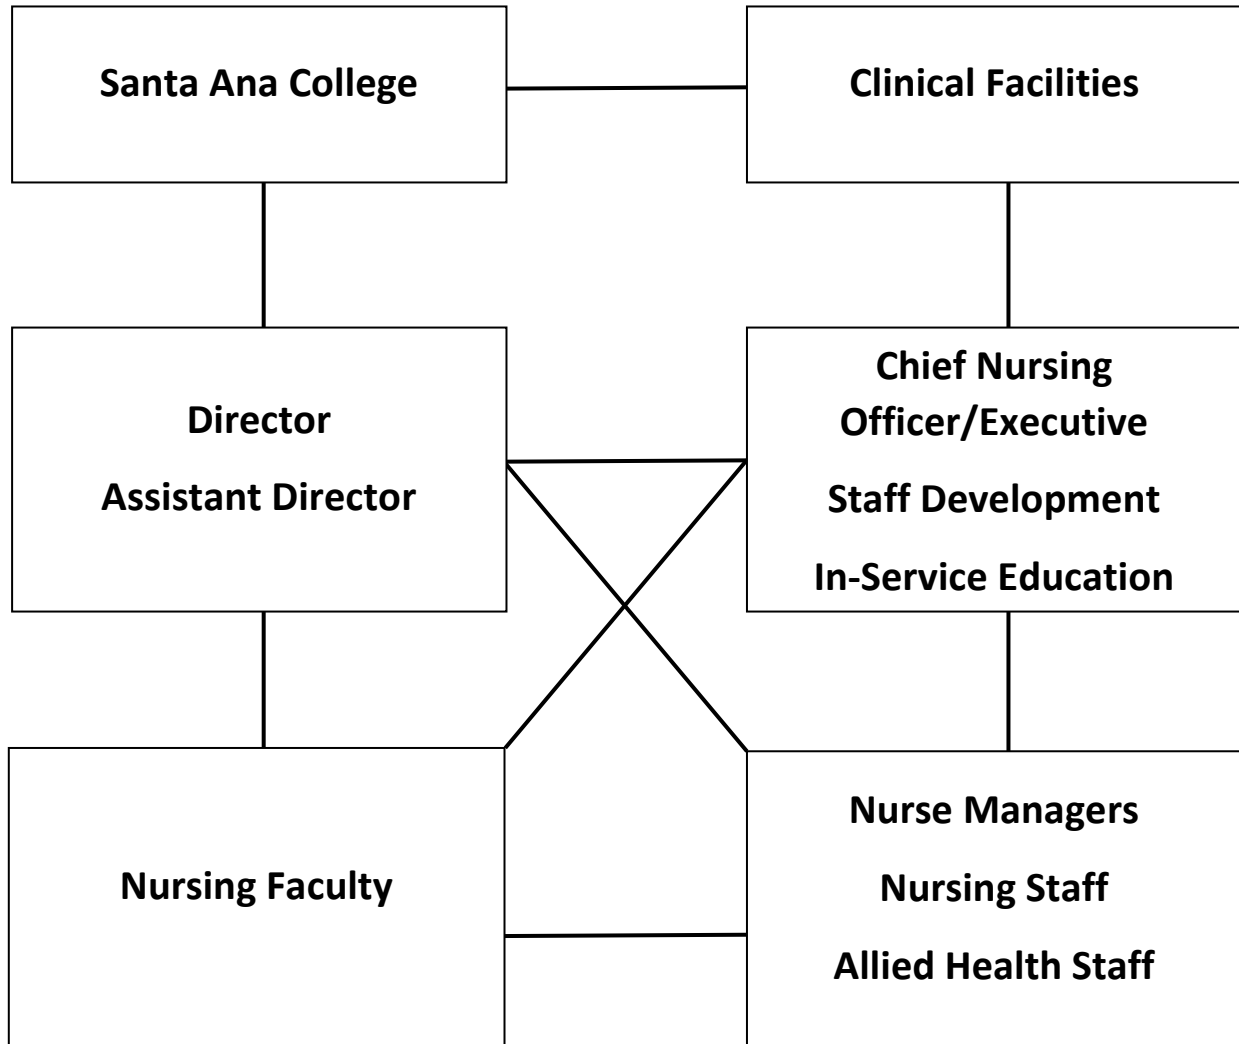 Santa Ana College
Clinical Facilities
Director
Assistant Director
Chief Nursing
Officer/Executive
Staff Development
In-Service Education
Nursing Faculty
Nurse Managers
Nursing Staff
Allied Health Staff